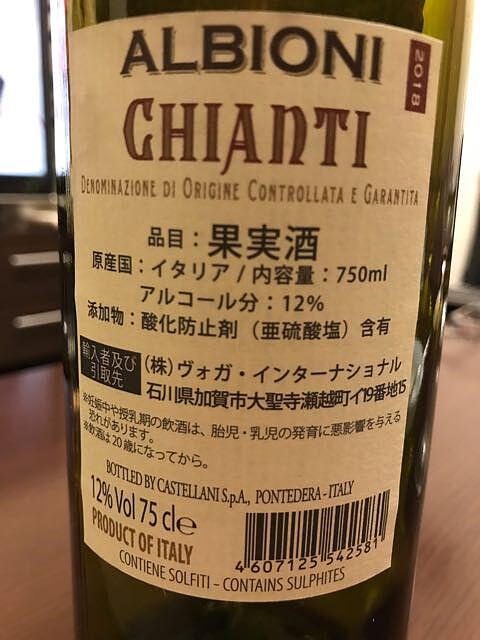 ALBIONI
2018
CHIANTI
DENOMINAZIONE DI ORIGINE CONTROLLATA E GARANTITA
品目：果実酒
原産国：イタリア / 内容量：750ml
アルコール分：12%
添加物：酸化防止剤（亜硫酸塩）含有
輸入者及び引取先 (株)ヴォガ・インターナショナル
石川県加賀市大聖寺瀬越町イ19番地15
※妊娠中や授乳期の飲酒は、胎児・乳児の発育に悪影響を与える
恐れがあります。
※飲酒は20歳になってから。
BOTTLED BY CASTELLANI S.p.A., PONTEDERA - ITALY
12% Vol 75 cl e
PRODUCT OF ITALY
4 607125 542581
CONTIENE SOLFITI – CONTAINS SULPHITES